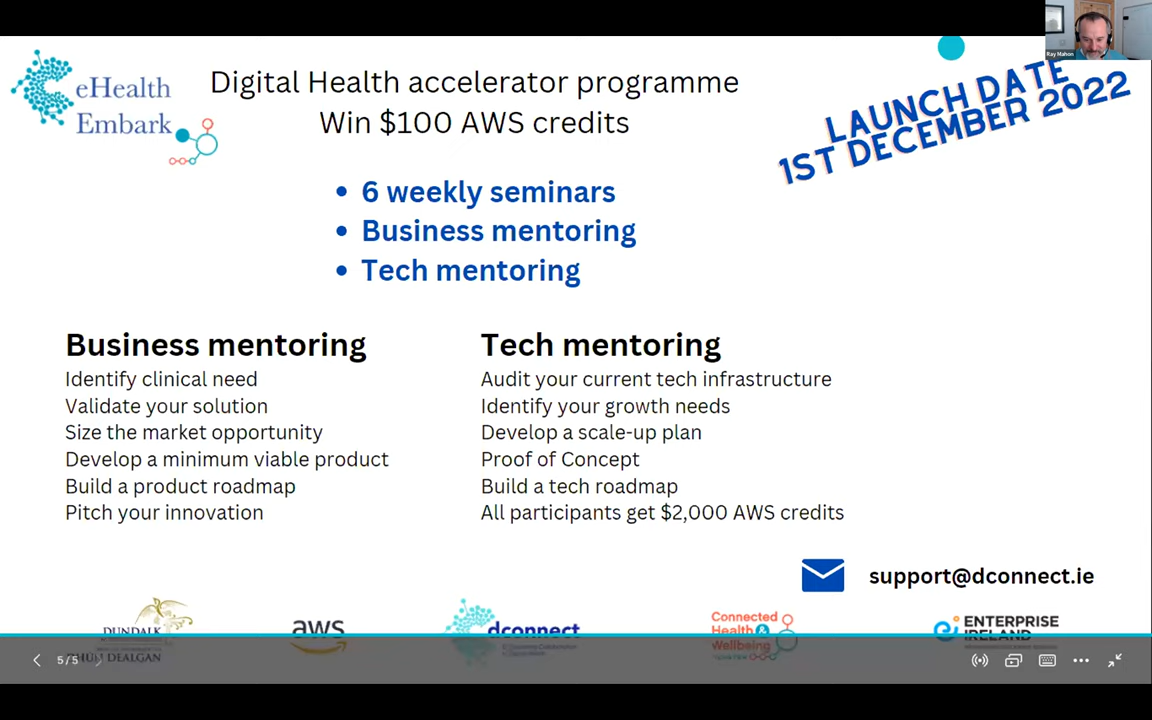 Ray Mahon
eHealth
Embark
Digital Health accelerator programme
Win $100 AWS credits
LAUNCH DATE
1ST DECEMBER 2022
• 6 weekly seminars
• Business mentoring
• Tech mentoring
Business mentoring
Identify clinical need
Validate your solution
Size the market opportunity
Develop a minimum viable product
Build a product roadmap
Pitch your innovation
Tech mentoring
Audit your current tech infrastructure
Identify your growth needs
Develop a scale-up plan
Proof of Concept
Build a tech roadmap
All participants get $2,000 AWS credits
support@dconnect.ie
DUNDALK
DHÚN DEALGAN
aws
dconnect
Connected
Health &
Wellbeing
ENTERPRISE
IRELAND
5/5